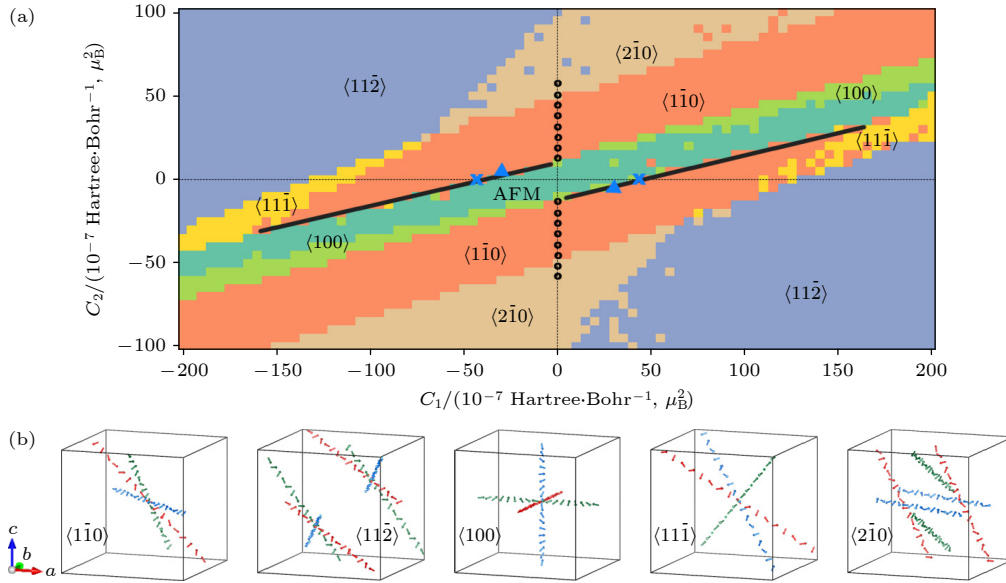 (a)
100
50
0
−50
−100
C₂/(10⁻⁷ Hartree·Bohr⁻¹, μ_B²)
⟨112̄⟩
⟨21̄0⟩
⟨11̄0⟩
⟨100⟩
⟨111̄⟩
AFM
⟨111̄⟩
⟨100⟩
⟨11̄0⟩
⟨21̄0⟩
⟨112̄⟩
−200 −150 −100 −50 0 50 100 150 200
C₁/(10⁻⁷ Hartree·Bohr⁻¹, μ_B²)
(b)
⟨11̄0⟩
⟨112̄⟩
⟨100⟩
⟨111̄⟩
⟨21̄0⟩
c
b
a